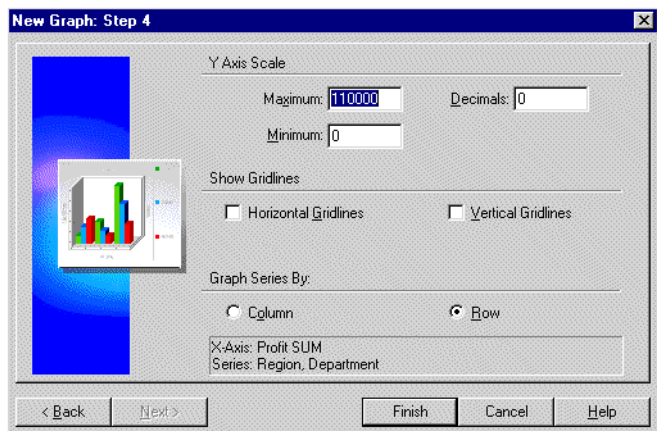 New Graph: Step 4
Y Axis Scale
Maximum: 110000 Decimals: 0
Minimum: 0
Show Gridlines
Horizontal Gridlines Vertical Gridlines
Graph Series By:
Column Row
X-Axis: Profit SUM
Series: Region, Department
< Back Next > Finish Cancel Help